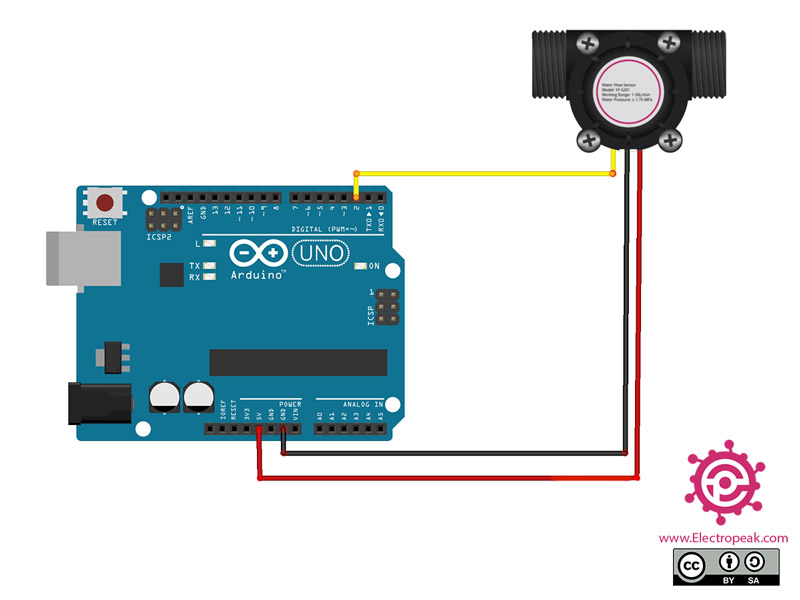 Water Flow Sensor
Model: YF-S201
Working Range: 1-30L/min
Water Pressure: ≤ 1.75 MPa
RESET
ICSP2
AREF
GND
13
12
~11
~10
~9
8
7
~6
~5
4
~3
2
TX0▶1
RX0◀0
DIGITAL (PWM=~)
L
TX
RX
UNO
Arduino™
ON
1
ICSP
POWER
ANALOG IN
IOREF
RESET
3V3
5V
GND
GND
VIN
A0
A1
A2
A3
A4
A5
www.Electropeak.com
cc
BY SA